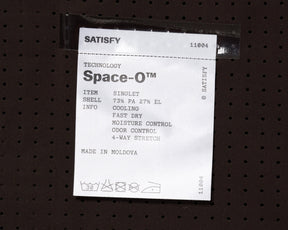 SATISFY 11004
TECHNOLOGY
Space-O™
ITEM SINGLET
SHELL 73% PA 27% EL
INFO COOLING
FAST DRY
MOISTURE CONTROL
ODOR CONTROL
4-WAY STRETCH
MADE IN MOLDOVA
© SATISFY
11004